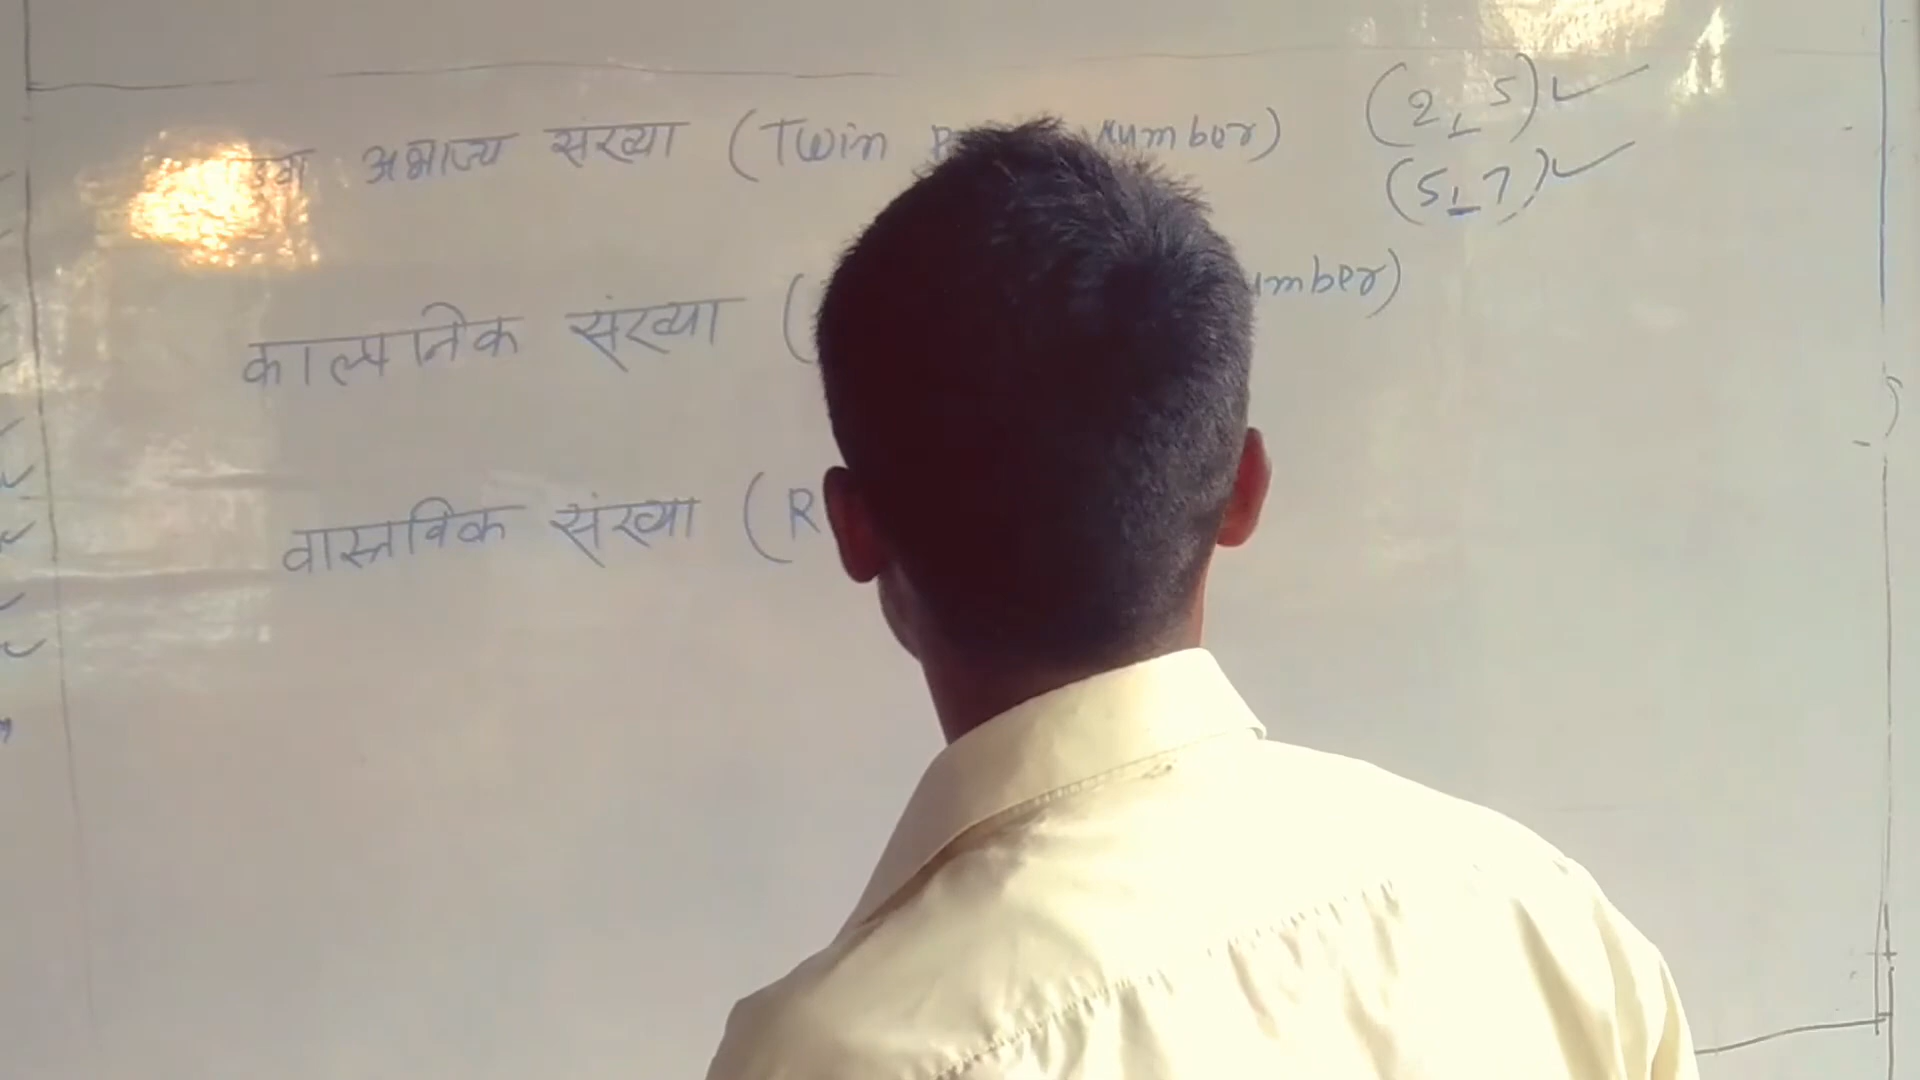 अभाज्य संख्या (Twin Number) (2, 5)
(5, 7)
काल्पनिक संख्या ( umber)
वास्तविक संख्या (R